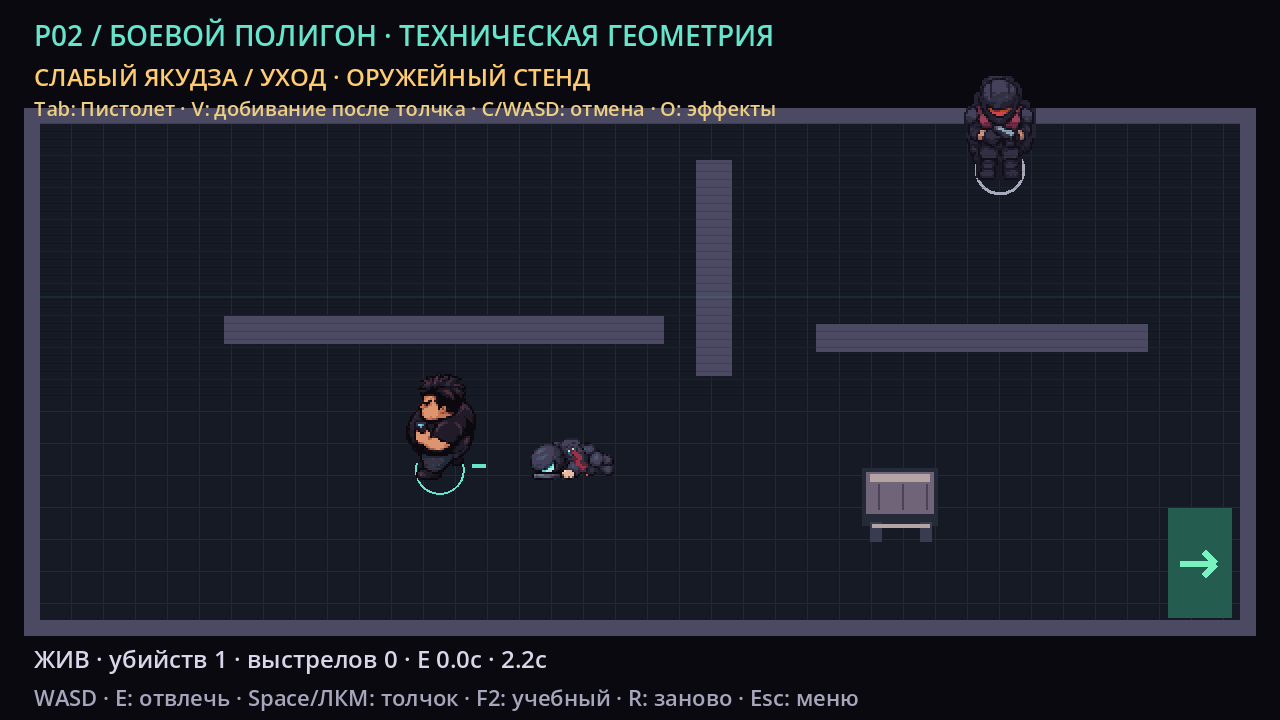 P02 / БОЕВОЙ ПОЛИГОН · ТЕХНИЧЕСКАЯ ГЕОМЕТРИЯ
СЛАБЫЙ ЯКУДЗА / УХОД · ОРУЖЕЙНЫЙ СТЕНД
Tab: Пистолет · V: добивание после толчка · C/WASD: отмена · O: эффекты
ЖИВ · убийств 1 · выстрелов 0 · E 0.0с · 2.2с
WASD · E: отвлечь · Space/ЛКМ: толчок · F2: учебный · R: заново · Esc: меню